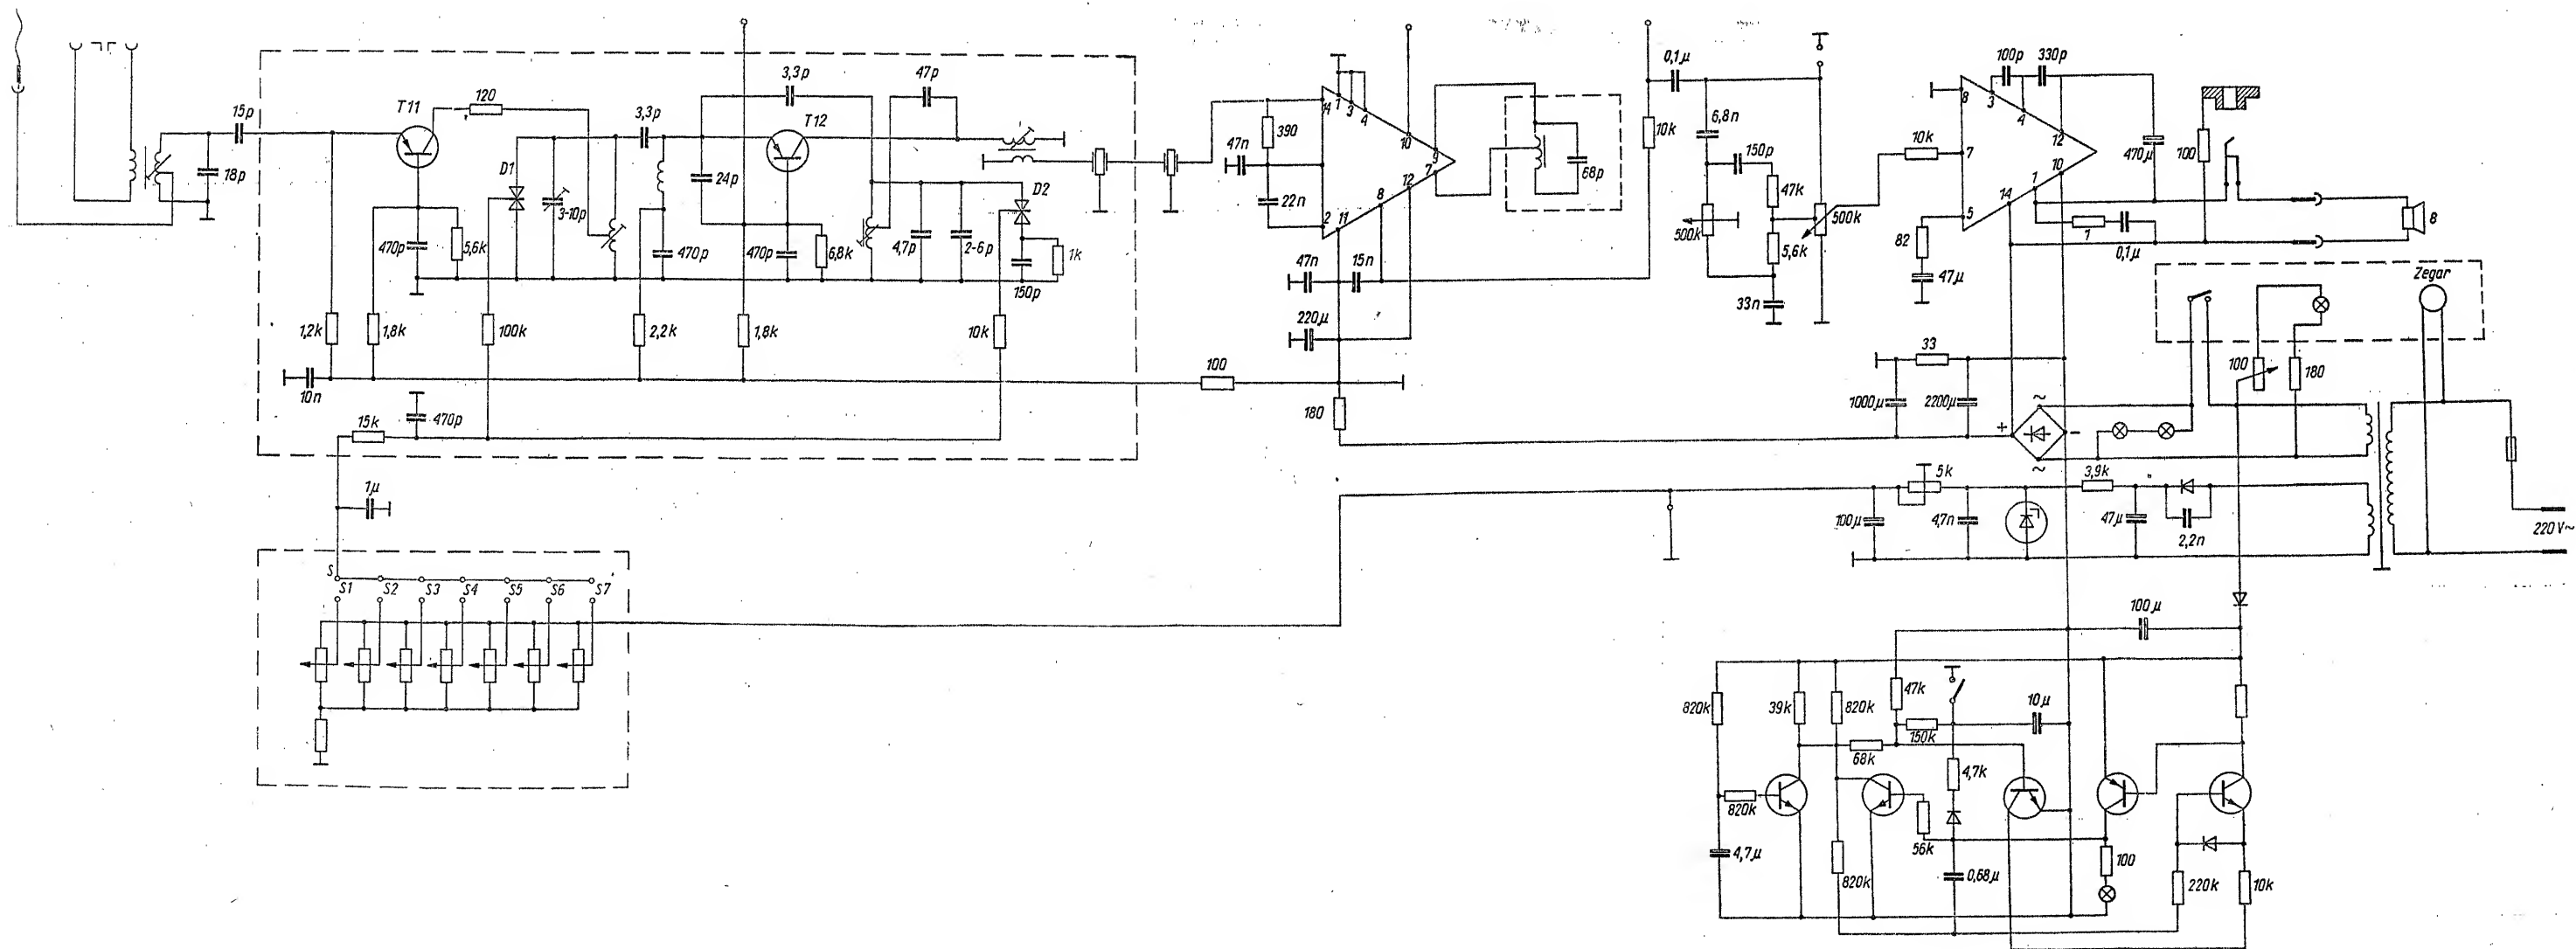 15p
18p
T11
120
470p
5,6k
D1
3-10p
3,3p
470p
24p
3,3p
T12
470p
6,8k
47p
4,7p
2-6p
D2
150p
1k
1,2k
1,8k
100k
2,2k
1,8k
10k
10n
15k
470p
100
1µ
S
S1
S2
S3
S4
S5
S6
S7
47n
390
22n
14
1
3
4
10
9
7
12
8
11
2
68p
47n
15n
220µ
180
10k
0,1µ
6,8n
150p
47k
500k
5,6k
500k
33n
10k
82
47µ
8
3
4
12
7
10
1
14
5
100p
330p
470µ
100
1
0,1µ
8
Zegar
33
1000µ
2200µ
100
180
+
-
~
~
5k
100µ
4,7n
3,9k
47µ
2,2n
220V~
100µ
820k
39k
820k
47k
150k
10µ
68k
4,7k
820k
56k
4,7µ
820k
0,68µ
100
220k
10k